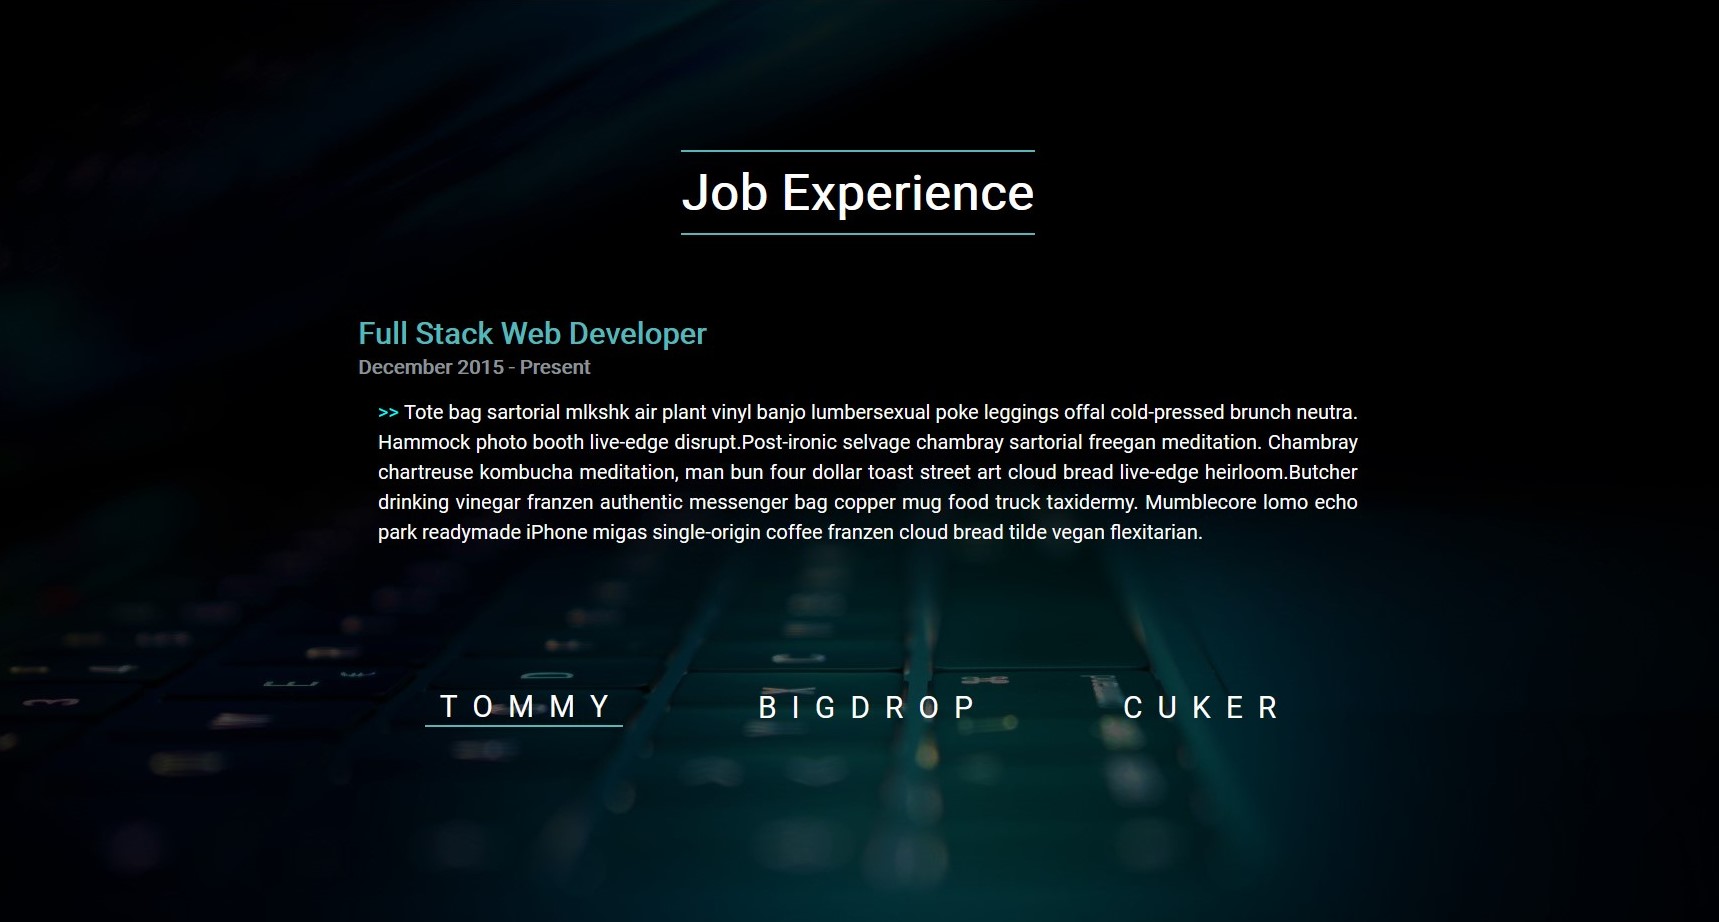 Job Experience
Full Stack Web Developer
December 2015 - Present
>> Tote bag sartorial mlkshk air plant vinyl banjo lumbersexual poke leggings offal cold-pressed brunch neutra.
Hammock photo booth live-edge disrupt.Post-ironic selvage chambray sartorial freegan meditation. Chambray
chartreuse kombucha meditation, man bun four dollar toast street art cloud bread live-edge heirloom.Butcher
drinking vinegar franzen authentic messenger bag copper mug food truck taxidermy. Mumblecore lomo echo
park readymade iPhone migas single-origin coffee franzen cloud bread tilde vegan flexitarian.
TOMMY BIGDROP CUKER